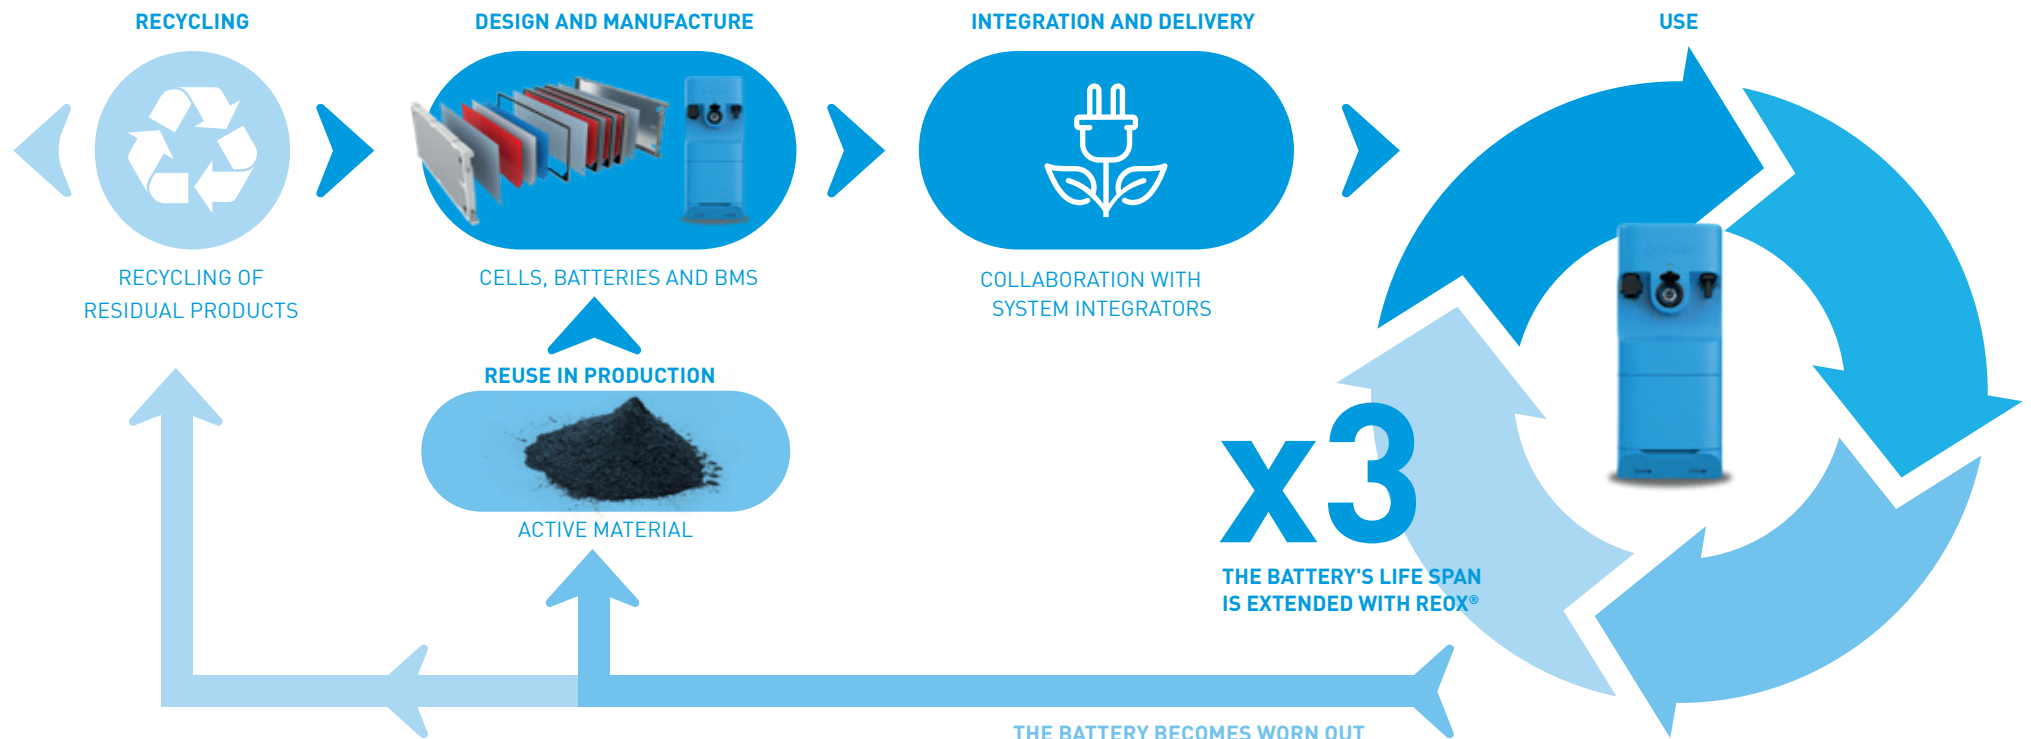 RECYCLING
DESIGN AND MANUFACTURE
INTEGRATION AND DELIVERY
USE
RECYCLING OF
RESIDUAL PRODUCTS
CELLS, BATTERIES AND BMS
COLLABORATION WITH
SYSTEM INTEGRATORS
REUSE IN PRODUCTION
ACTIVE MATERIAL
x3
THE BATTERY'S LIFE SPAN
IS EXTENDED WITH REOX®
THE BATTERY BECOMES WORN OUT